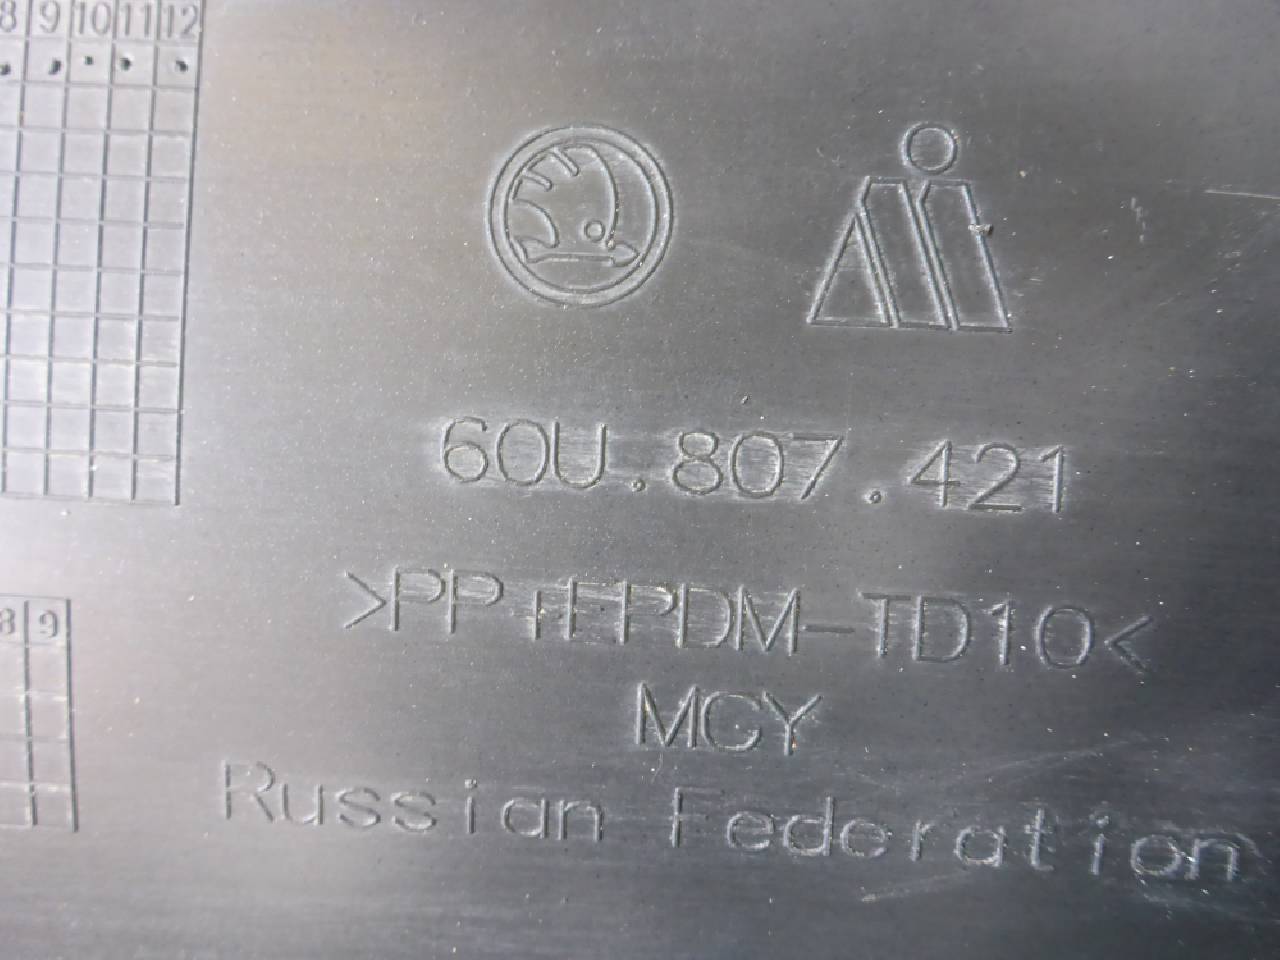 8 9 10 11 12
60U.807.421
>PP+EPDM-TD10<
8 9
MGY
Russian Federation